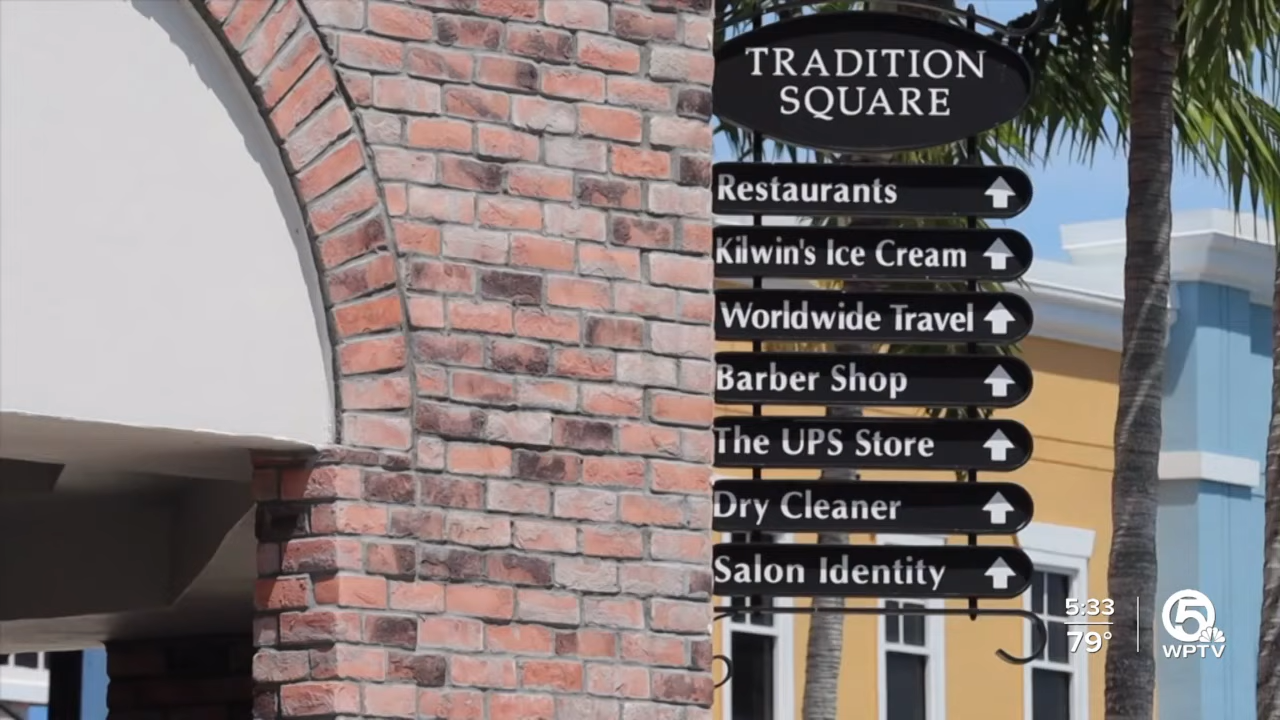 TRADITION
SQUARE
Restaurants
Kilwin's Ice Cream
Worldwide Travel
Barber Shop
The UPS Store
Dry Cleaner
Salon Identity
5:33
79°
5
WPTV